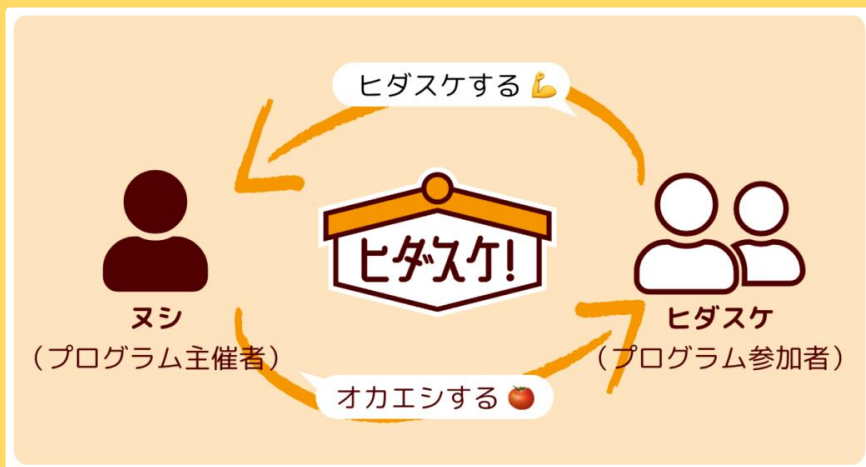 ヒダスケする💪
ヒダスケ!
ヌシ
(プログラム主催者)
ヒダスケ
(プログラム参加者)
オカエシする🍅